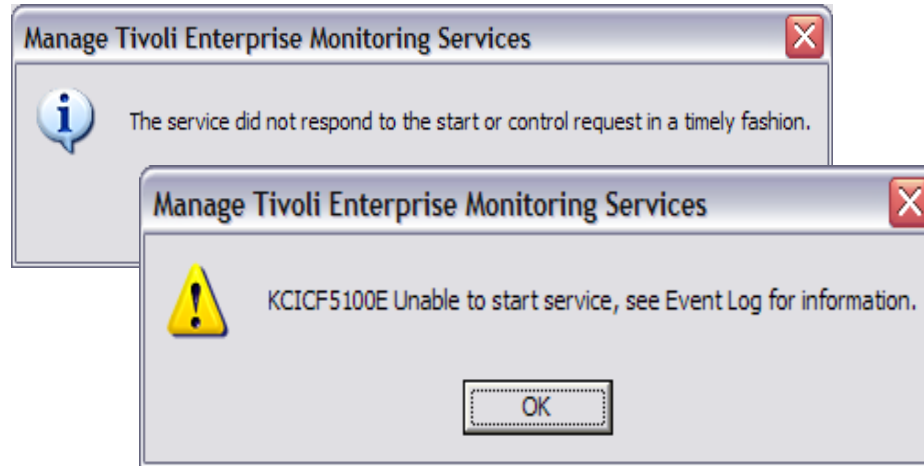 Manage Tivoli Enterprise Monitoring Services
The service did not respond to the start or control request in a timely fashion.
Manage Tivoli Enterprise Monitoring Services
KCICF5100E Unable to start service, see Event Log for information.
OK